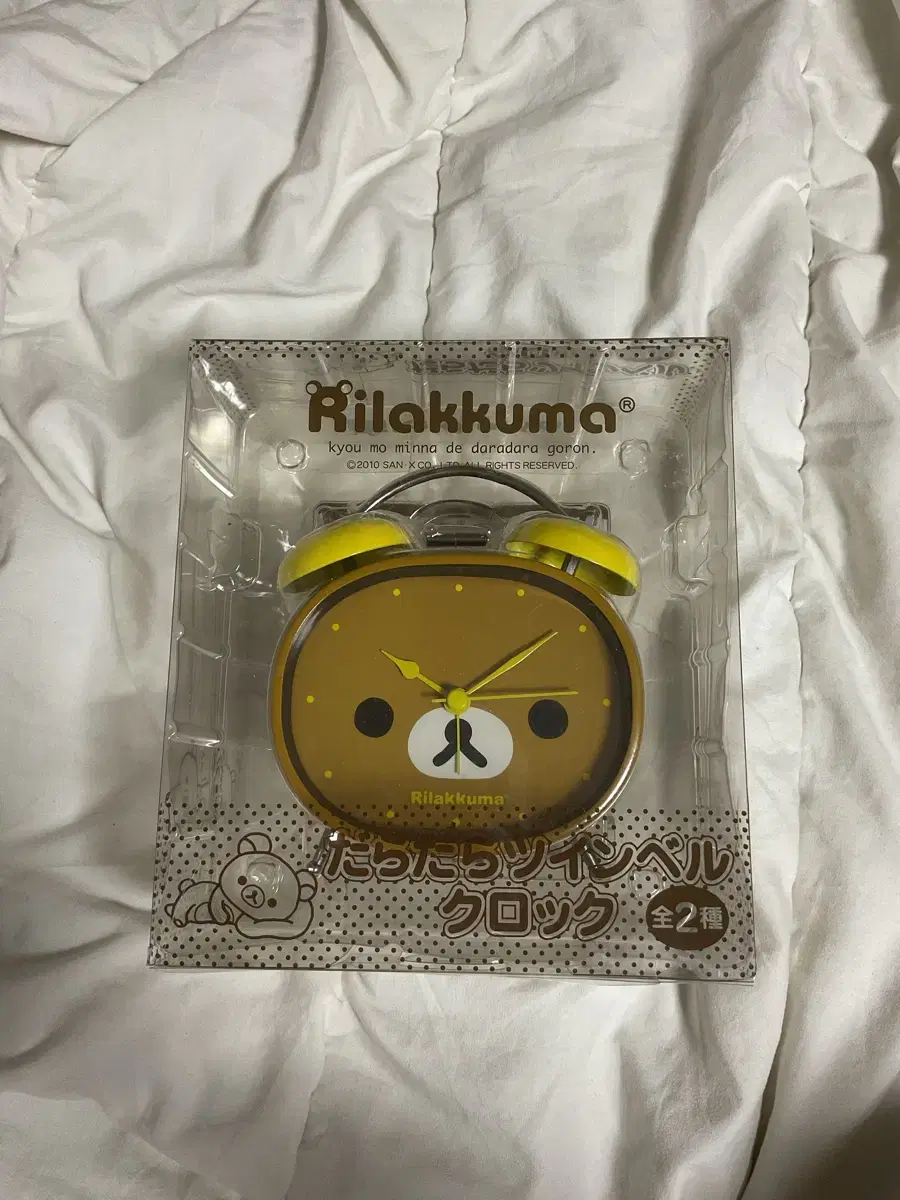 Rilakkuma®
kyou mo minna de daradara goron.
©2010 SAN-X CO., LTD. ALL RIGHTS RESERVED.
Rilakkuma
だらだらツインベル
クロック
全2種